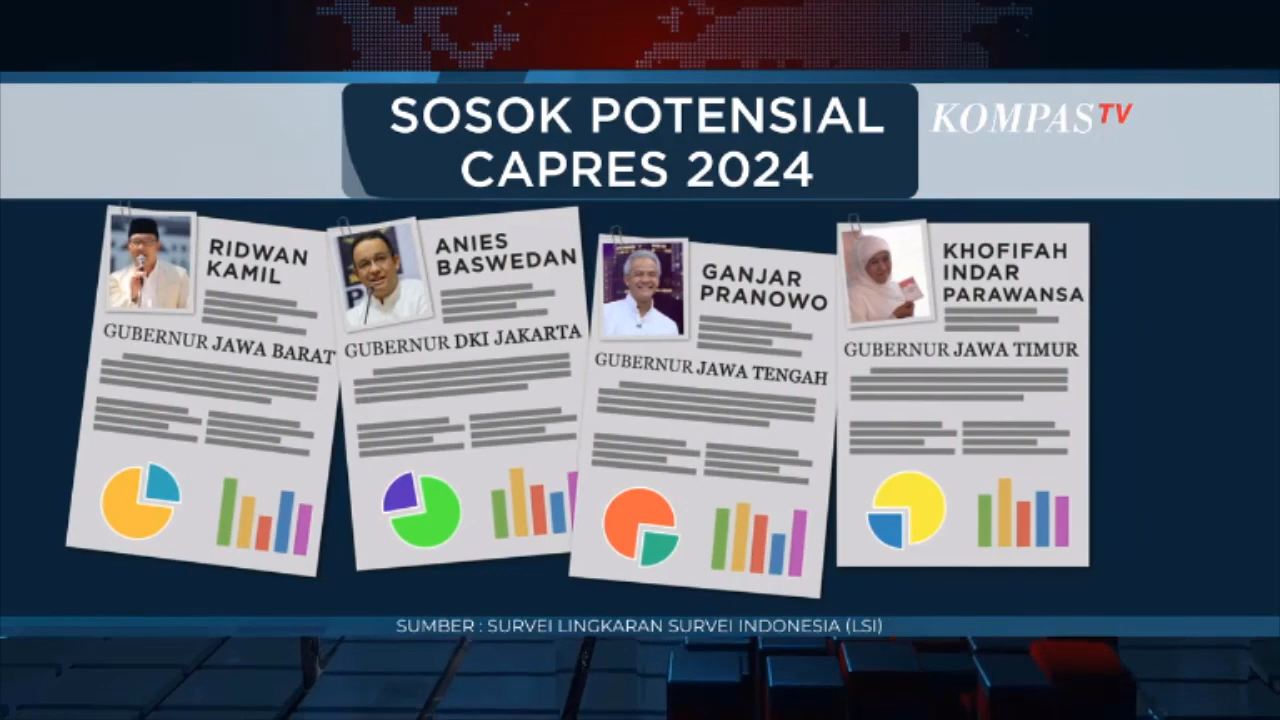 SOSOK POTENSIAL
CAPRES 2024
KOMPASTV
RIDWAN
KAMIL
GUBERNUR JAWA BARAT
ANIES
BASWEDAN
GUBERNUR DKI JAKARTA
GANJAR
PRANOWO
GUBERNUR JAWA TENGAH
KHOFIFAH
INDAR
PARAWANSA
GUBERNUR JAWA TIMUR
SUMBER : SURVEI LINGKARAN SURVEI INDONESIA (LSI)